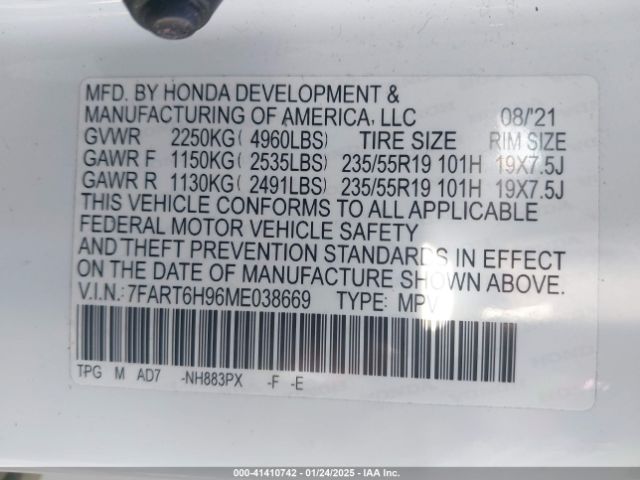 MFD. BY HONDA DEVELOPMENT &
MANUFACTURING OF AMERICA, LLC 08/'21
GVWR 2250KG( 4960LBS) TIRE SIZE RIM SIZE
GAWR F 1150KG( 2535LBS) 235/55R19 101H 19X7.5J
GAWR R 1130KG( 2491LBS) 235/55R19 101H 19X7.5J
THIS VEHICLE CONFORMS TO ALL APPLICABLE
FEDERAL MOTOR VEHICLE SAFETY
AND THEFT PREVENTION STANDARDS IN EFFECT
ON THE DATE OF MANUFACTURE SHOWN ABOVE.
V.I.N.: 7FART6H96ME038669 TYPE: MPV
TPG M AD7 -NH883PX -F -E
000-41410742 - 01/24/2025 - IAA Inc.